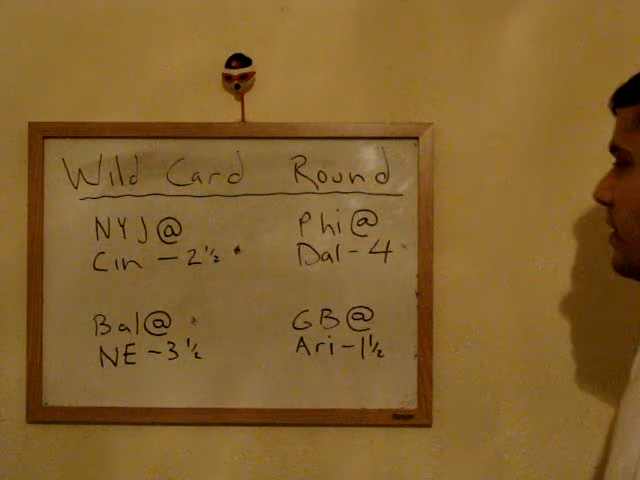 Wild Card Round
NYJ@
Cin -2½
Phi@
Dal -4
Bal@
NE -3½
GB@
Ari -1½